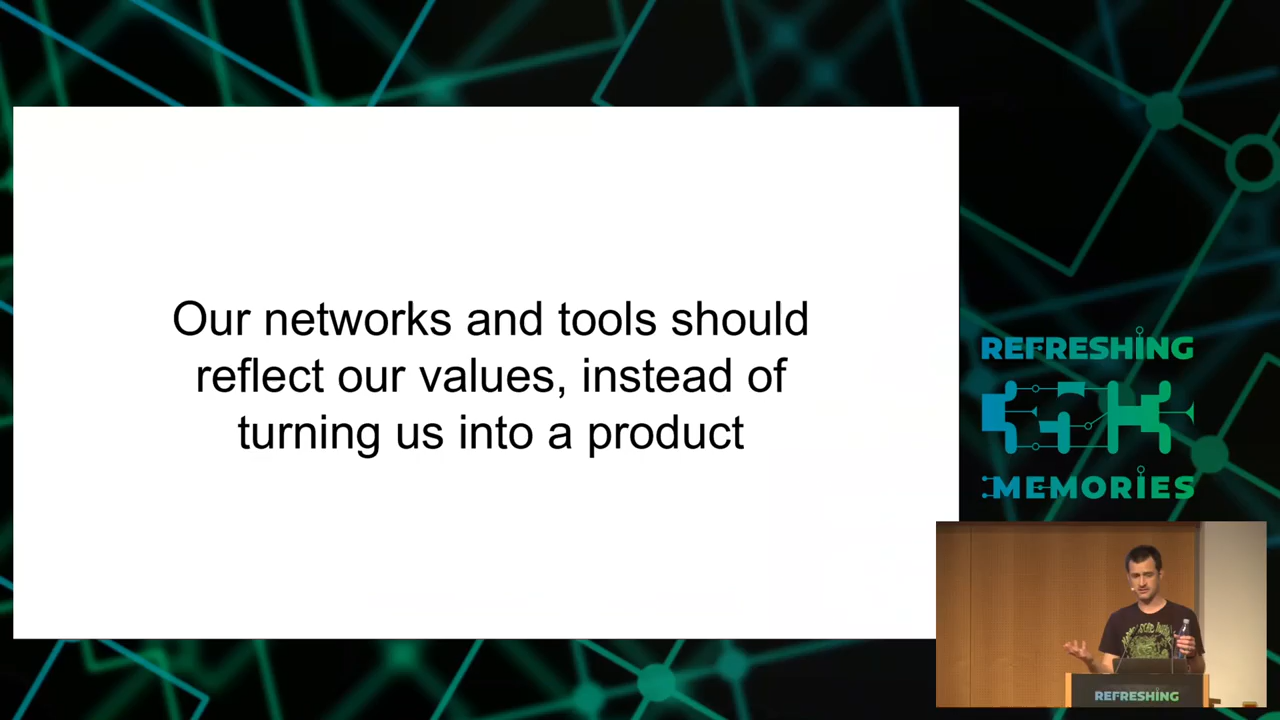 Our networks and tools should
reflect our values, instead of
turning us into a product
REFRESHING
MEMORIES
REFRESHING